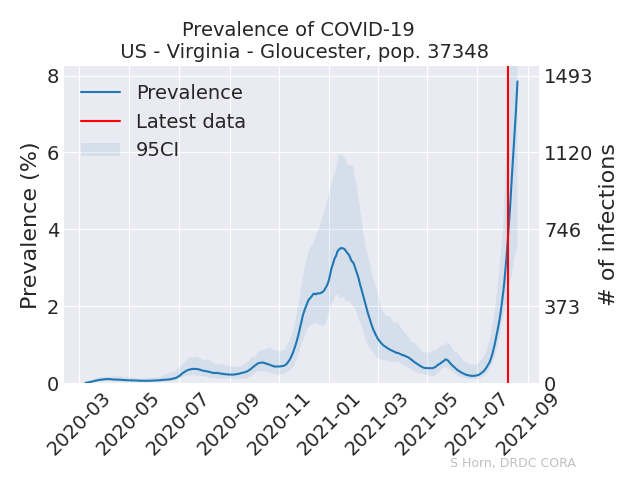 Prevalence of COVID-19
US - Virginia - Gloucester, pop. 37348
Prevalence
Latest data
95CI
Prevalence (%)
8
6
4
2
0
1493
1120
746
373
0
# of infections
2020-03
2020-05
2020-07
2020-09
2020-11
2021-01
2021-03
2021-05
2021-07
2021-09
S Horn, DRDC CORA